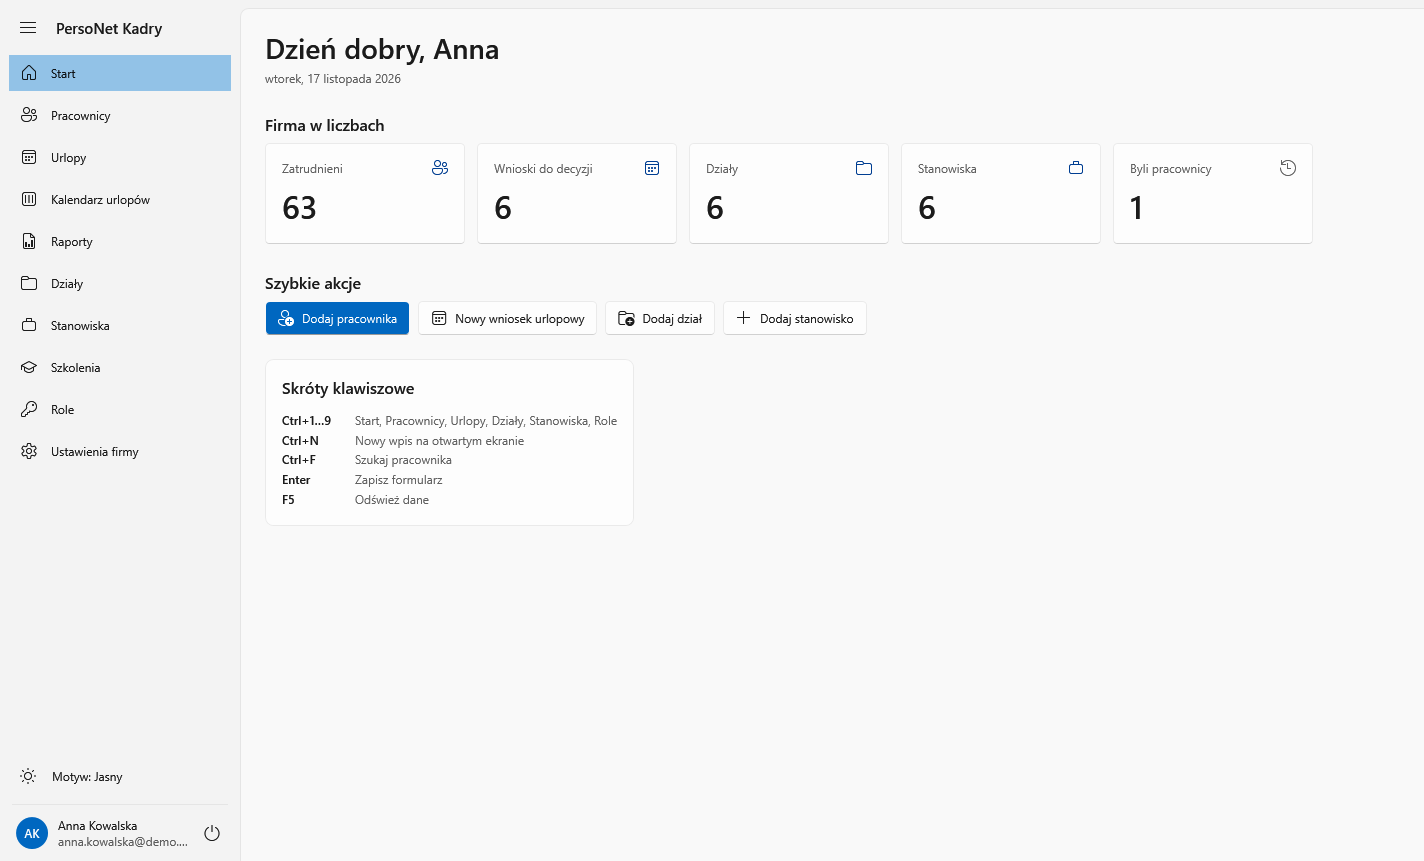 PersoNet Kadry
Start
Pracownicy
Urlopy
Kalendarz urlopów
Raporty
Działy
Stanowiska
Szkolenia
Role
Ustawienia firmy
Motyw: Jasny
AK
Anna Kowalska
anna.kowalska@demo....
Dzień dobry, Anna
wtorek, 17 listopada 2026
Firma w liczbach
Zatrudnieni
63
Wnioski do decyzji
6
Działy
6
Stanowiska
6
Byli pracownicy
1
Szybkie akcje
Dodaj pracownika
Nowy wniosek urlopowy
Dodaj dział
Dodaj stanowisko
Skróty klawiszowe
Ctrl+1...9 Start, Pracownicy, Urlopy, Działy, Stanowiska, Role
Ctrl+N Nowy wpis na otwartym ekranie
Ctrl+F Szukaj pracownika
Enter Zapisz formularz
F5 Odśwież dane